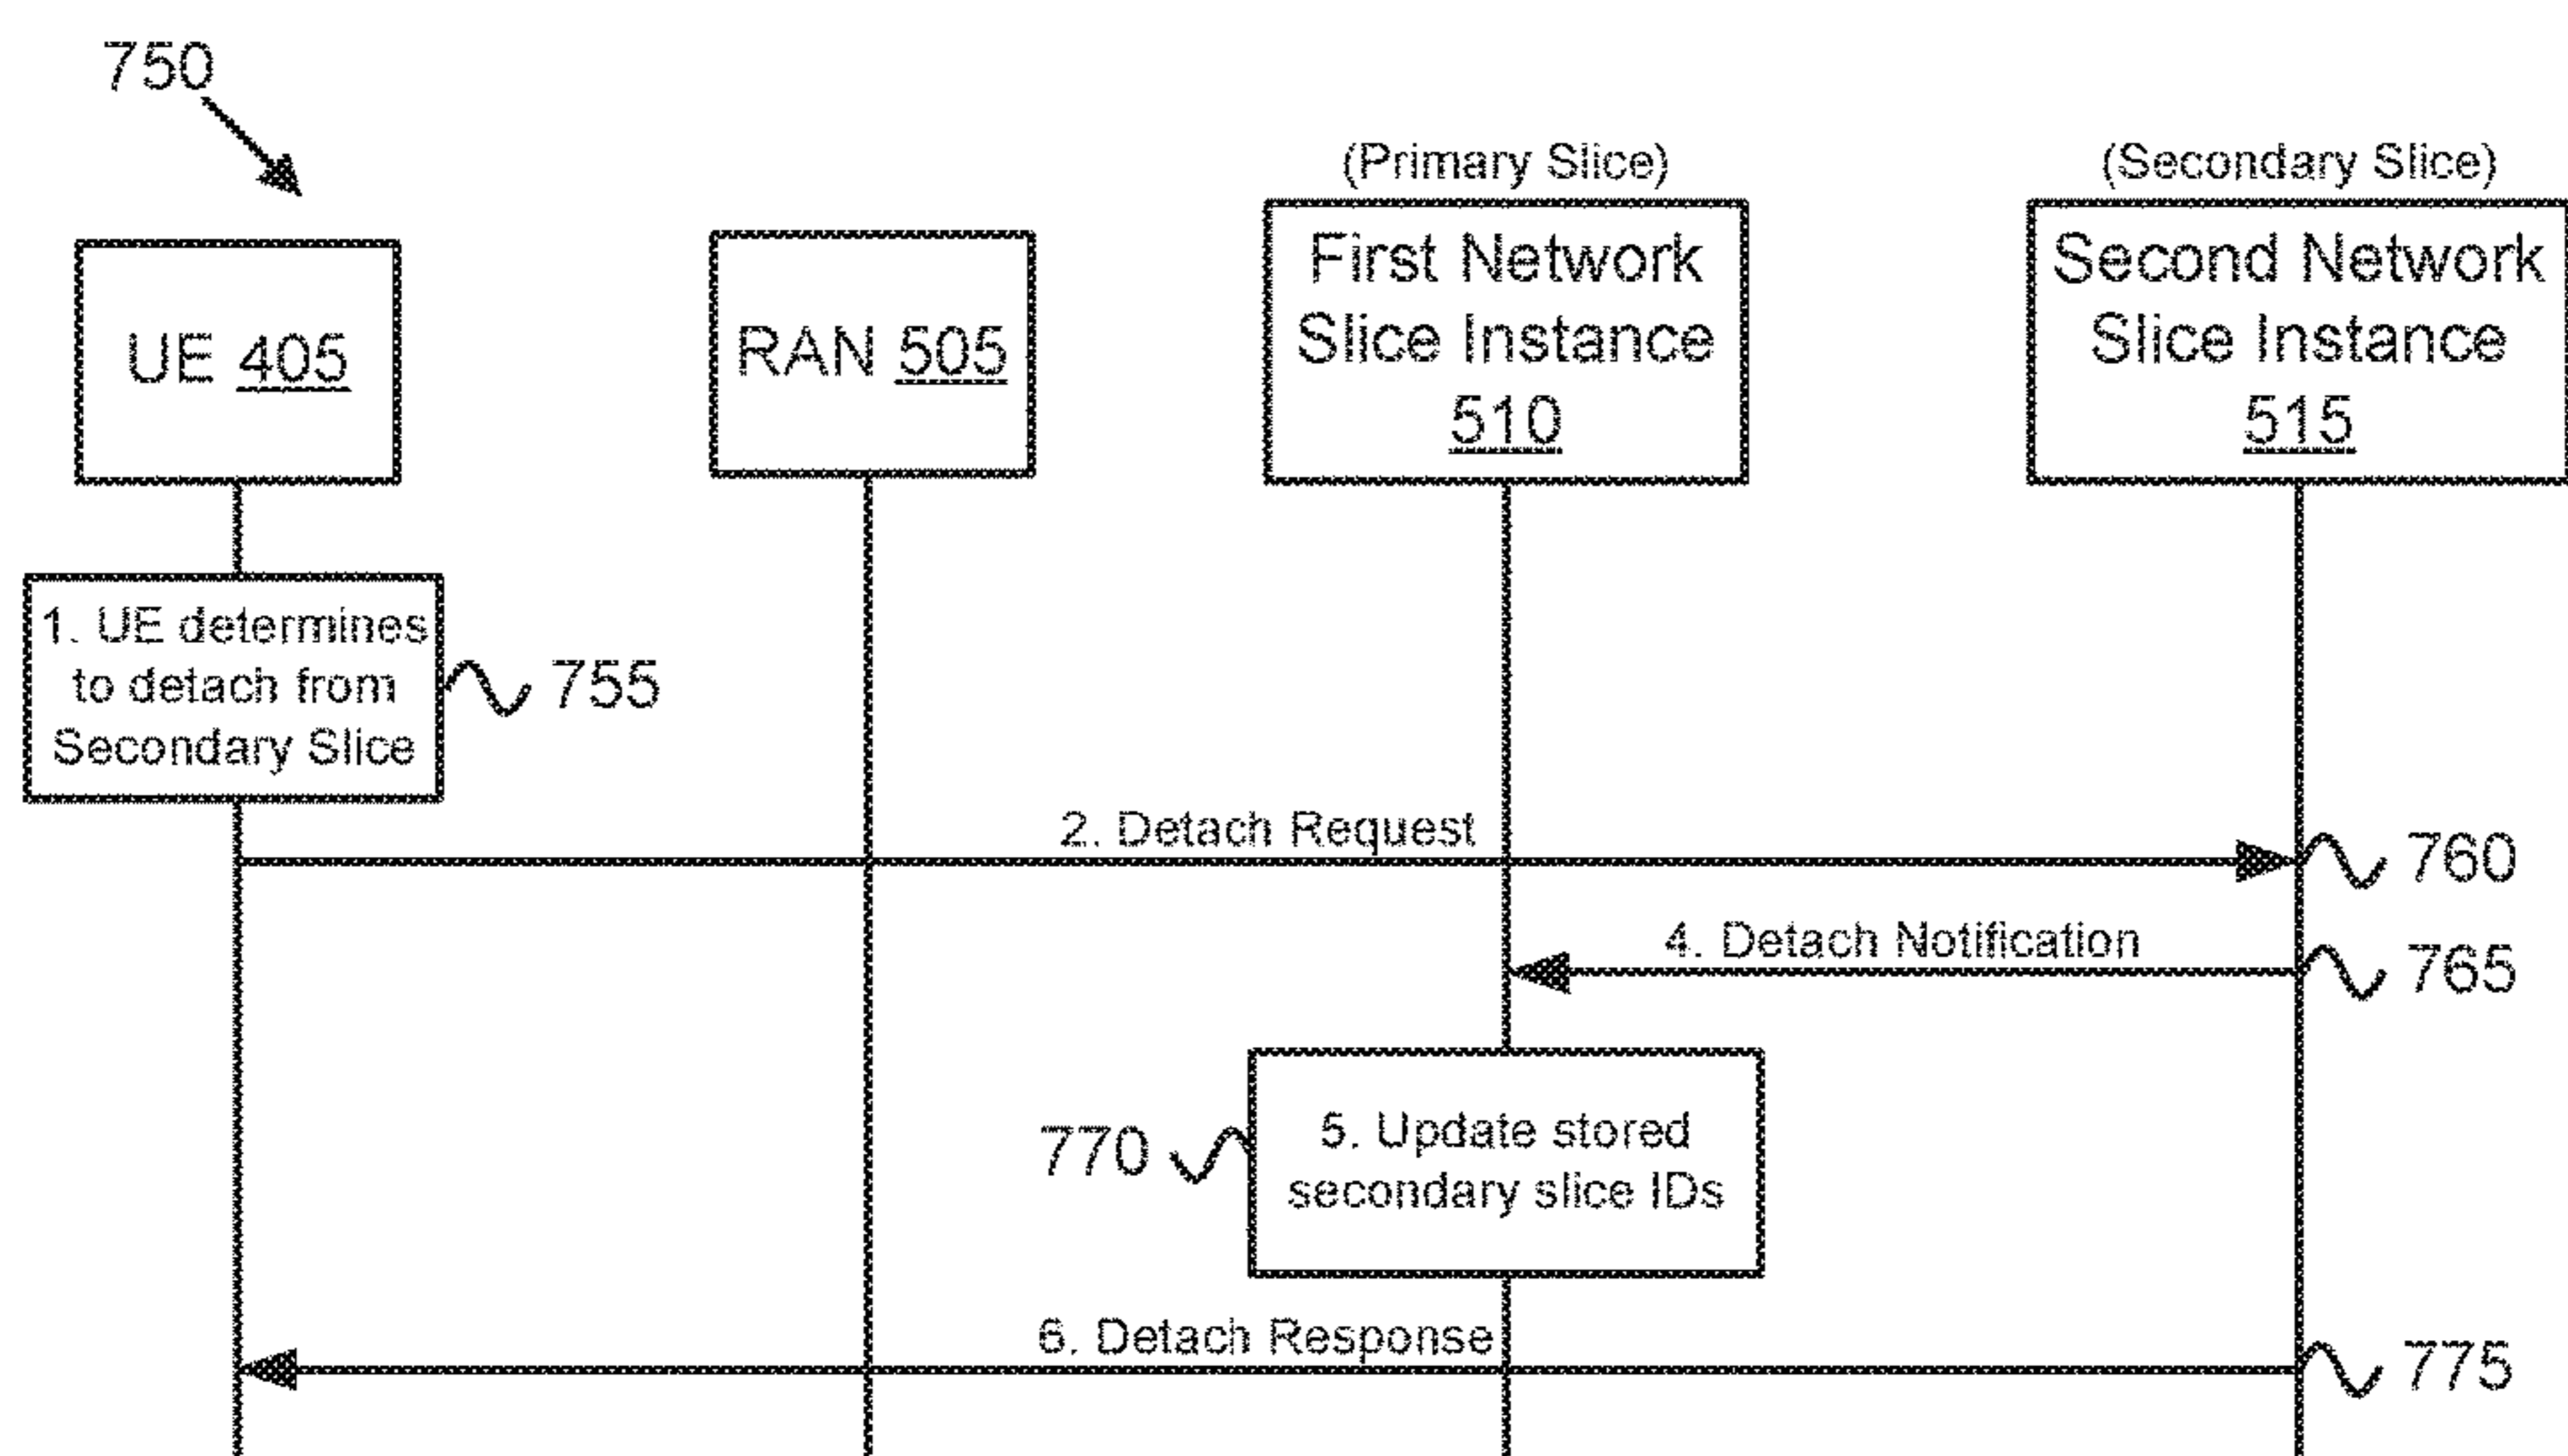 750
(Primary Slice)
(Secondary Slice)
UE 405
RAN 505
First Network
Slice Instance
510
Second Network
Slice Instance
515
1. UE determines
to detach from
Secondary Slice
755
2. Detach Request
760
4. Detach Notification
765
770
5. Update stored
secondary slice IDs
6. Detach Response
775